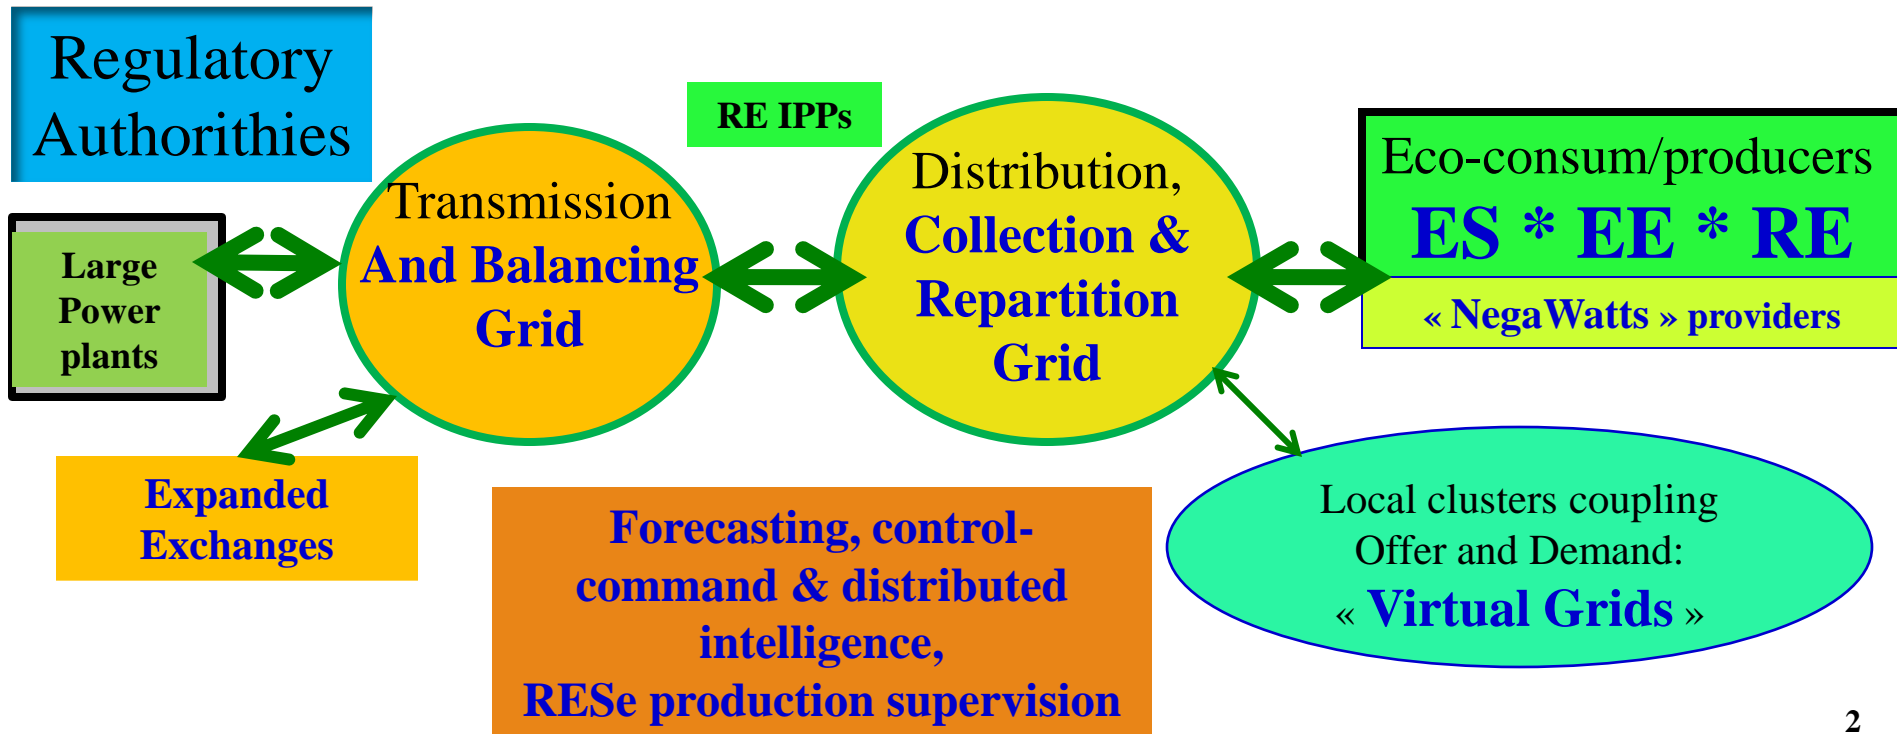 Regulatory
Authorithies
RE IPPs
Large
Power
plants
Transmission
And Balancing
Grid
Distribution,
Collection &
Repartition
Grid
Eco-consum/producers
ES * EE * RE
« NegaWatts » providers
Expanded
Exchanges
Forecasting, control-
command & distributed
intelligence,
RESe production supervision
Local clusters coupling
Offer and Demand:
« Virtual Grids »
2